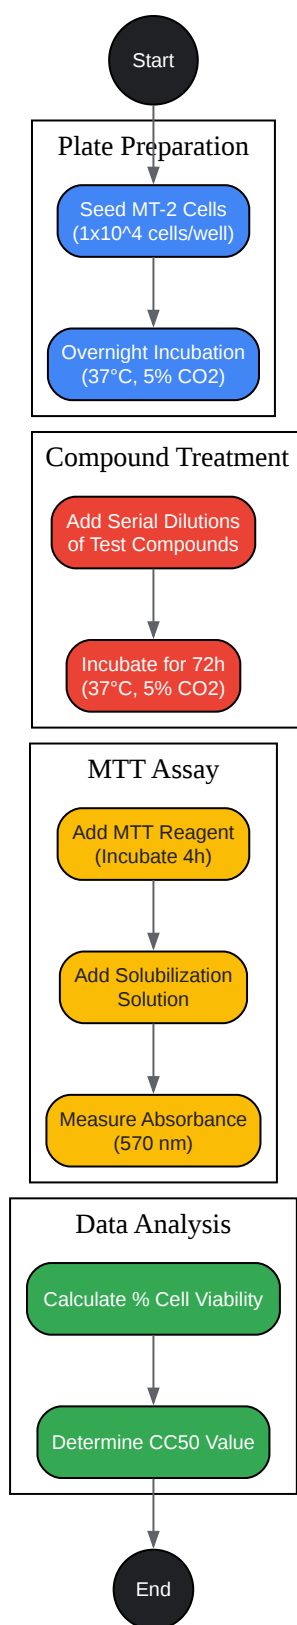 Start
Plate Preparation
Seed MT-2 Cells
(1x10^4 cells/well)
Overnight Incubation
(37°C, 5% CO2)
Compound Treatment
Add Serial Dilutions
of Test Compounds
Incubate for 72h
(37°C, 5% CO2)
MTT Assay
Add MTT Reagent
(Incubate 4h)
Add Solubilization
Solution
Measure Absorbance
(570 nm)
Data Analysis
Calculate % Cell Viability
Determine CC50 Value
End